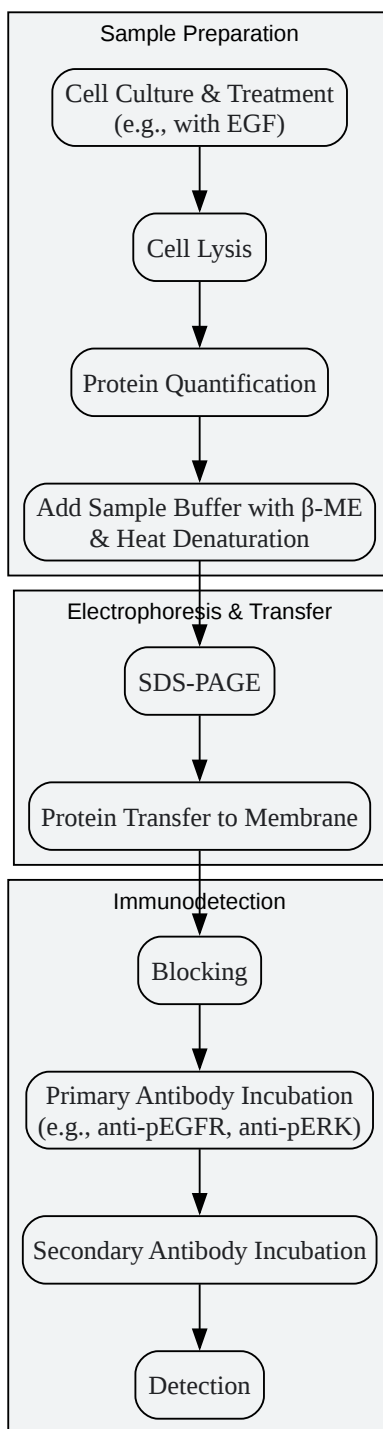 Sample Preparation
Cell Culture & Treatment
(e.g., with EGF)
Cell Lysis
Protein Quantification
Add Sample Buffer with β-ME
& Heat Denaturation
Electrophoresis & Transfer
SDS-PAGE
Protein Transfer to Membrane
Immunodetection
Blocking
Primary Antibody Incubation
(e.g., anti-pEGFR, anti-pERK)
Secondary Antibody Incubation
Detection